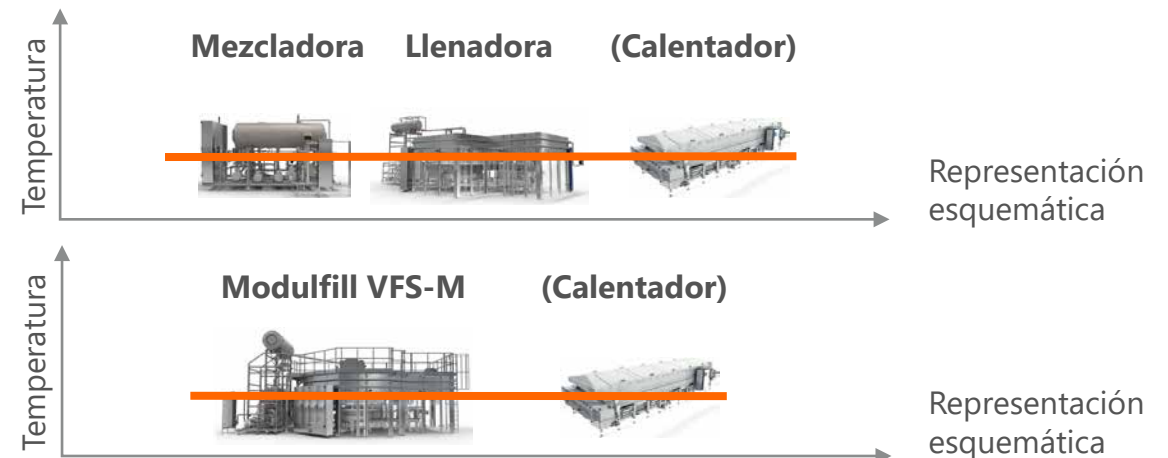 Temperatura
Mezcladora Llenadora (Calentador)
Representación
esquemática
Temperatura
Modulfill VFS-M (Calentador)
Representación
esquemática